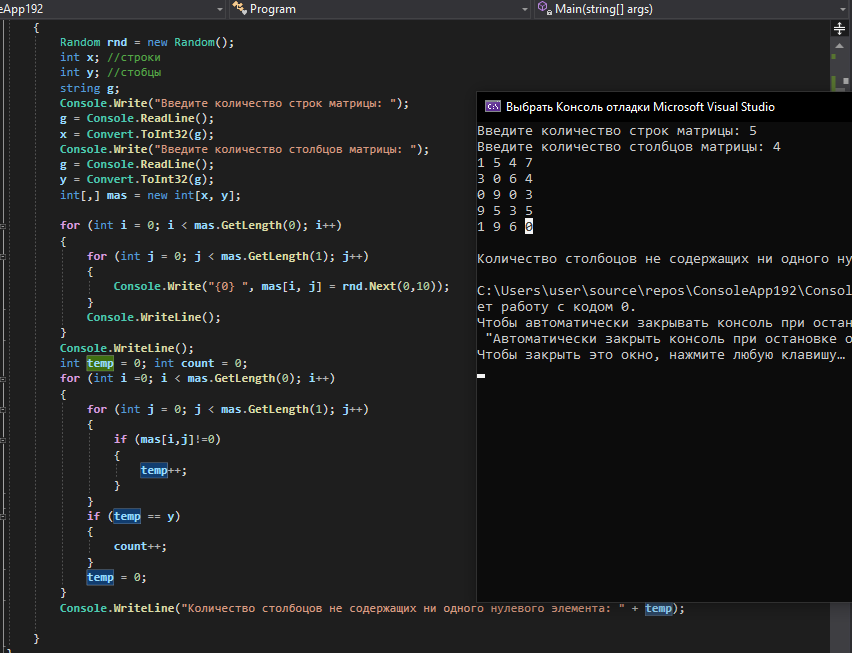 eApp192 Program Main(string[] args)
{
Random rnd = new Random();
int x; //строки
int y; //стобцы
string g;
Console.Write("Введите количество строк матрицы: ");
g = Console.ReadLine();
x = Convert.ToInt32(g);
Console.Write("Введите количество столбцов матрицы: ");
g = Console.ReadLine();
y = Convert.ToInt32(g);
int[,] mas = new int[x, y];
for (int i = 0; i < mas.GetLength(0); i++)
{
for (int j = 0; j < mas.GetLength(1); j++)
{
Console.Write("{0} ", mas[i, j] = rnd.Next(0,10));
}
Console.WriteLine();
}
Console.WriteLine();
int temp = 0; int count = 0;
for (int i =0; i < mas.GetLength(0); i++)
{
for (int j = 0; j < mas.GetLength(1); j++)
{
if (mas[i,j]!=0)
{
temp++;
}
}
if (temp == y)
{
count++;
}
temp = 0;
}
Console.WriteLine("Количество столбоцов не содержащих ни одного нулевого элемента: " + temp);
}
Выбрать Консоль отладки Microsoft Visual Studio
Введите количество строк матрицы: 5
Введите количество столбцов матрицы: 4
1 5 4 7
3 0 6 4
0 9 0 3
9 5 3 5
1 9 6 0
Количество столбоцов не содержащих ни одного ну
C:\Users\user\source\repos\ConsoleApp192\Consol
ет работу с кодом 0.
Чтобы автоматически закрывать консоль при остан
"Автоматически закрыть консоль при остановке о
Чтобы закрыть это окно, нажмите любую клавишу…